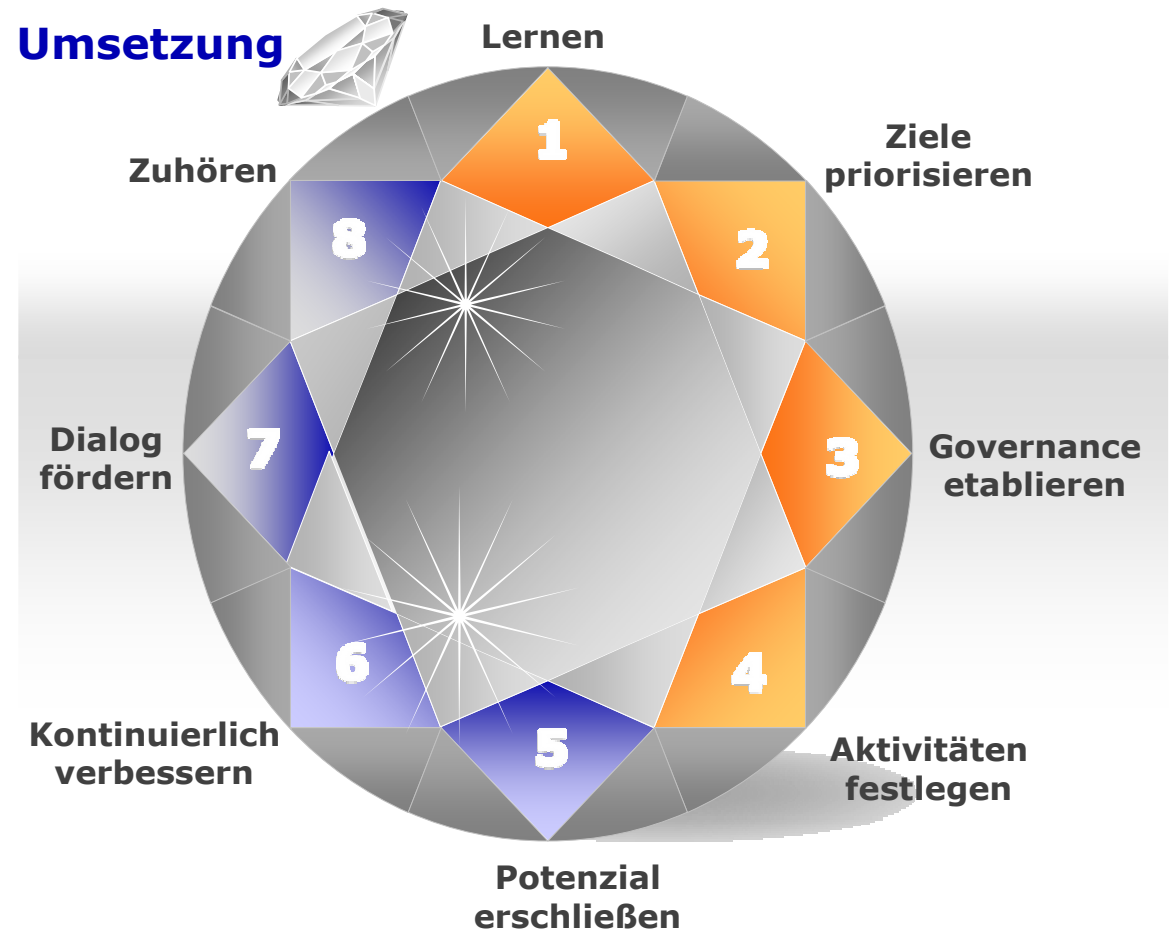 Umsetzung
Lernen
1
Ziele
priorisieren
2
Governance
etablieren
3
Aktivitäten
festlegen
4
Potenzial
erschließen
5
Kontinuierlich
verbessern
6
Dialog
fördern
7
Zuhören
8